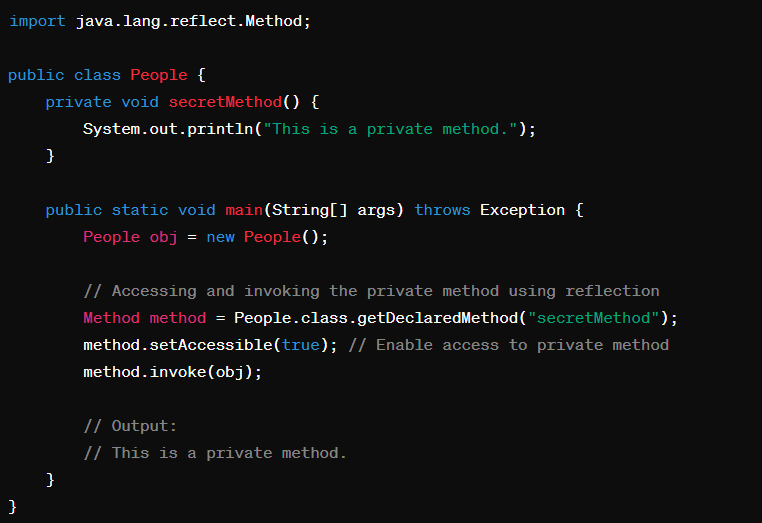 import java.lang.reflect.Method;
public class People {
private void secretMethod() {
System.out.println("This is a private method.");
}
public static void main(String[] args) throws Exception {
People obj = new People();
// Accessing and invoking the private method using reflection
Method method = People.class.getDeclaredMethod("secretMethod");
method.setAccessible(true); // Enable access to private method
method.invoke(obj);
// Output:
// This is a private method.
}
}